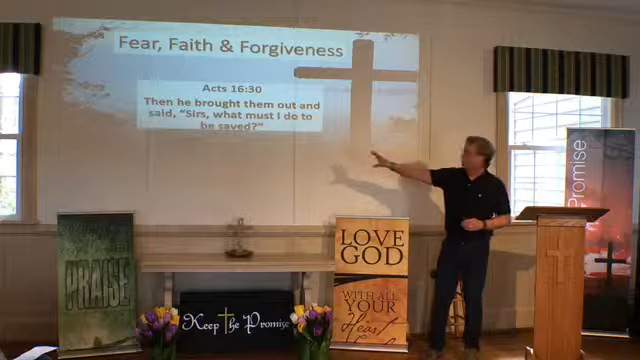 Fear, Faith & Forgiveness
Acts 16:30
Then he brought them out and
said, "Sirs, what must I do to
be saved?"
PRAISE
LOVE
GOD
WITH ALL
YOUR
Heart
Keep the Promise
Promise